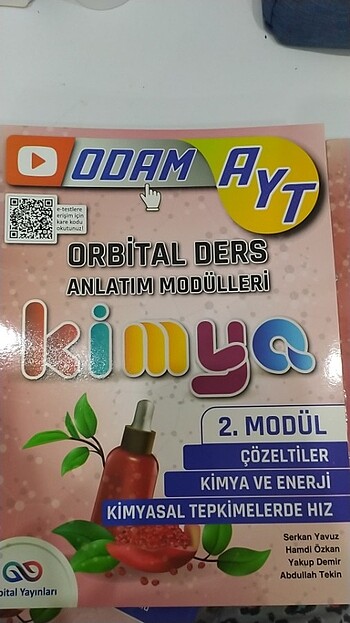 ODAM
AYT
e-testlere
erişim için
kare kodu
okutunuz!
ORBİTAL DERS
ANLATIM MODÜLLERİ
kimya
2. MODÜL
ÇÖZELTİLER
KİMYA VE ENERJİ
KİMYASAL TEPKİMELERDE HIZ
Serkan Yavuz
Hamdi Özkan
Yakup Demir
Abdullah Tekin
bital Yayınları